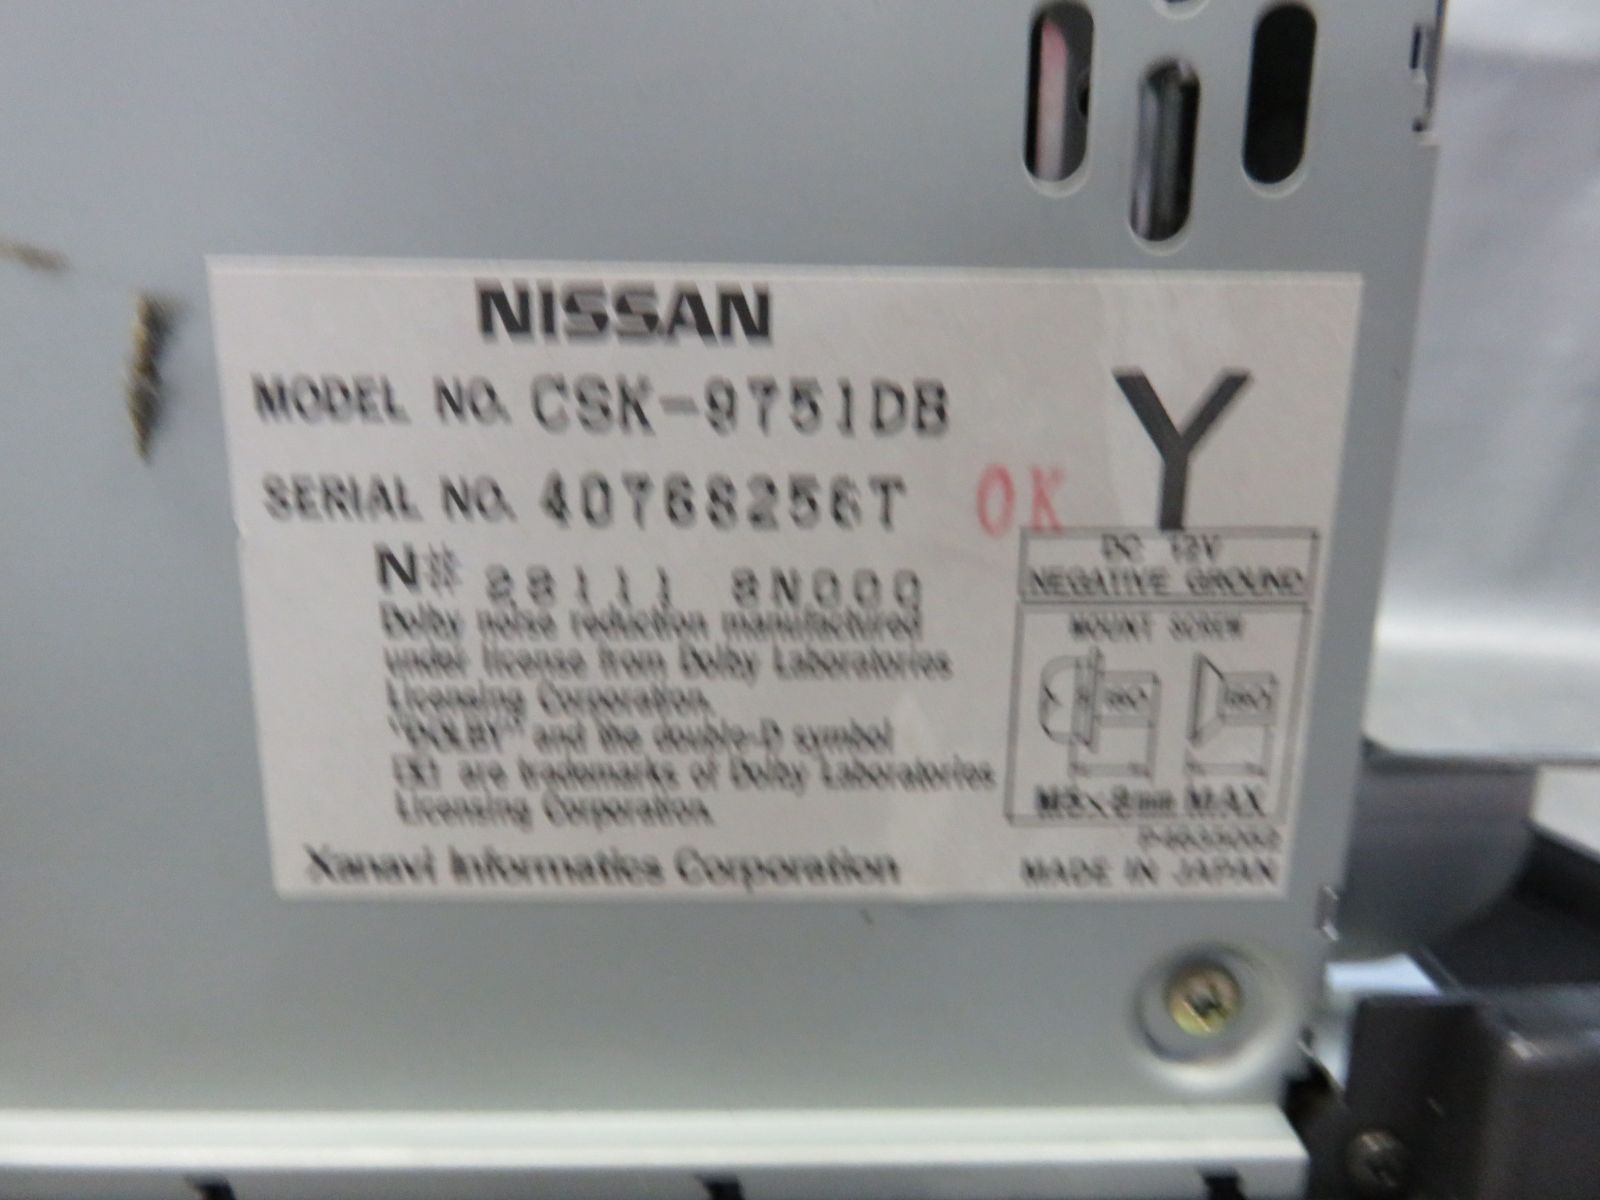 NISSAN
MODEL NO. CSK-9751DB
Y
SERIAL NO. 40768256T
OK
N# 28111 8N000
DC 12V
NEGATIVE GROUND
Dolby noise reduction manufactured
under license from Dolby Laboratories
Licensing Corporation.
"DOLBY" and the double-D symbol
are trademarks of Dolby Laboratories
Licensing Corporation.
MOUNT SCREW
MAX
Xanavi Informatics Corporation
MADE IN JAPAN